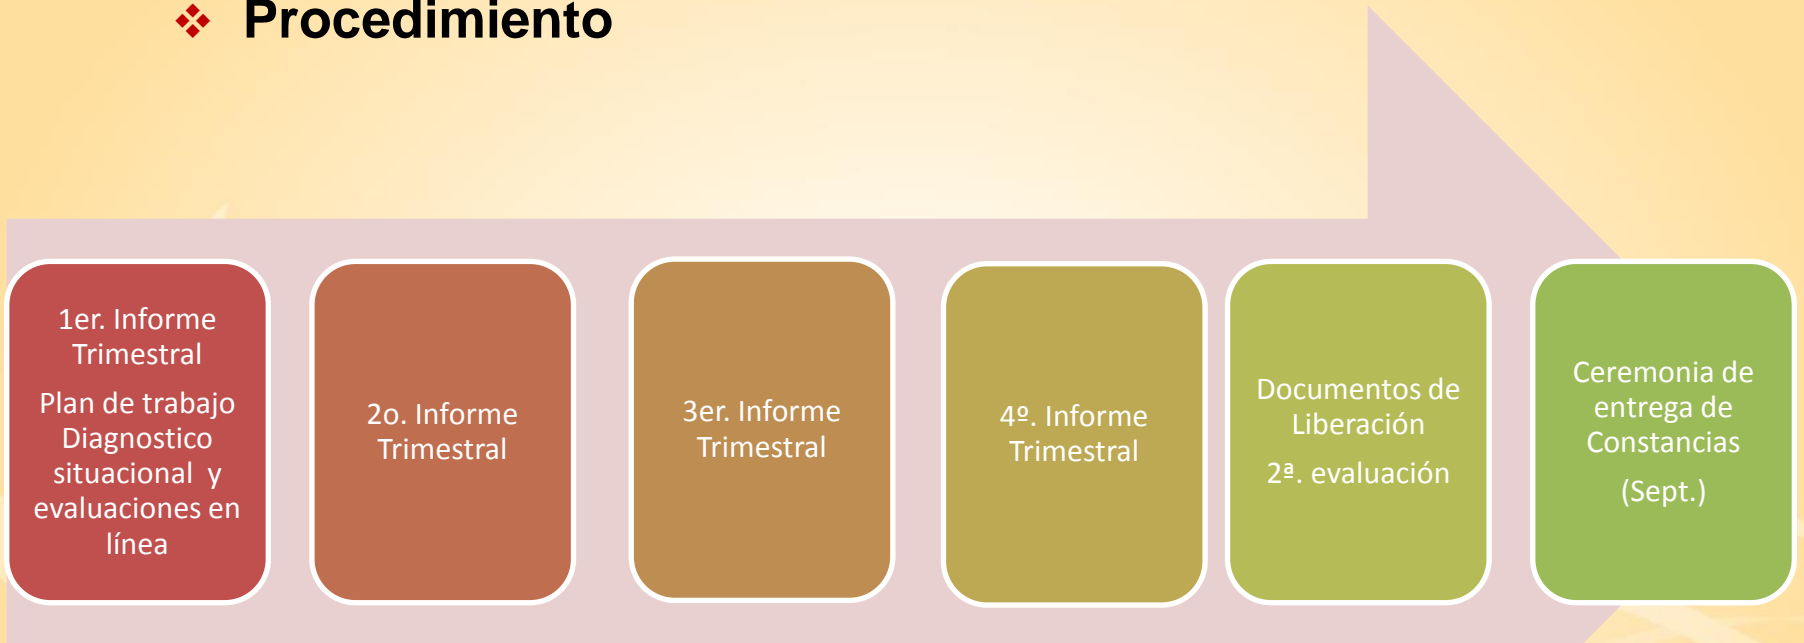 Procedimiento
1er. Informe
Trimestral
Plan de trabajo
Diagnostico
situacional y
evaluaciones en
línea
2o. Informe
Trimestral
3er. Informe
Trimestral
4º. Informe
Trimestral
Documentos de
Liberación
2ª. evaluación
Ceremonia de
entrega de
Constancias
(Sept.)